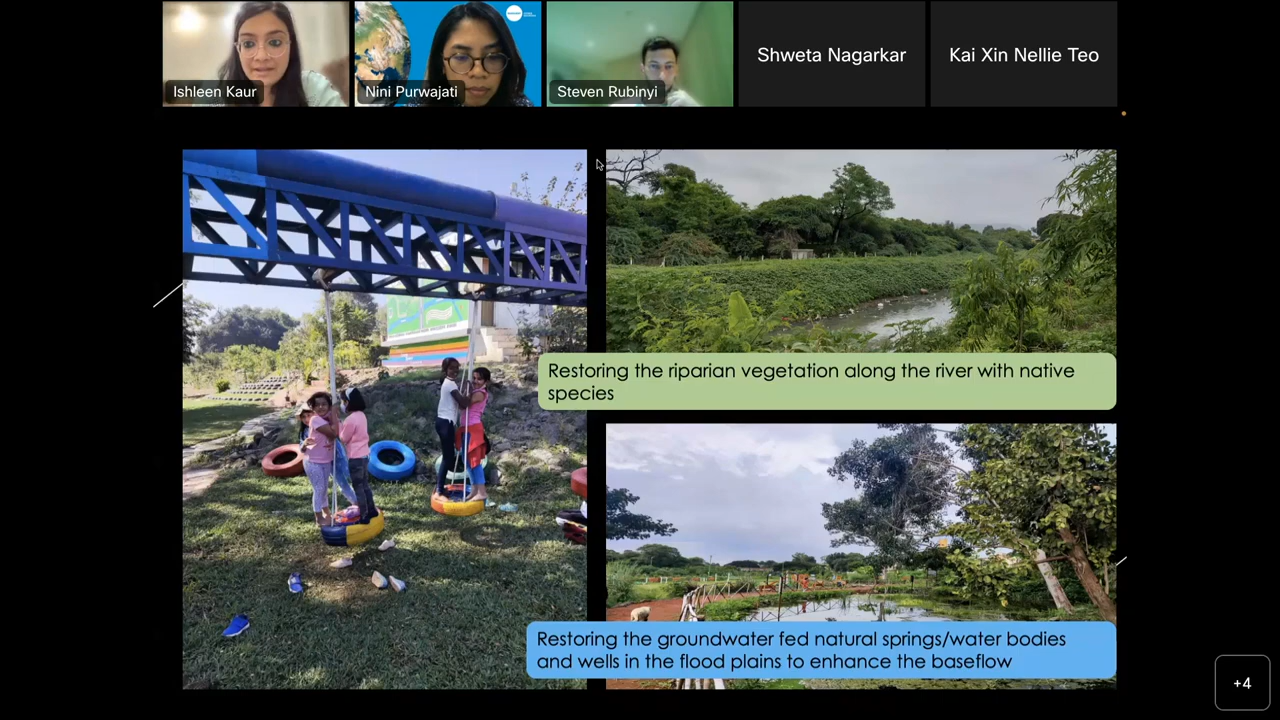 Ishleen Kaur
Nini Purwajati
Steven Rubinyi
Shweta Nagarkar
Kai Xin Nellie Teo
Restoring the riparian vegetation along the river with native
species
Restoring the groundwater fed natural springs/water bodies
and wells in the flood plains to enhance the baseflow
+4